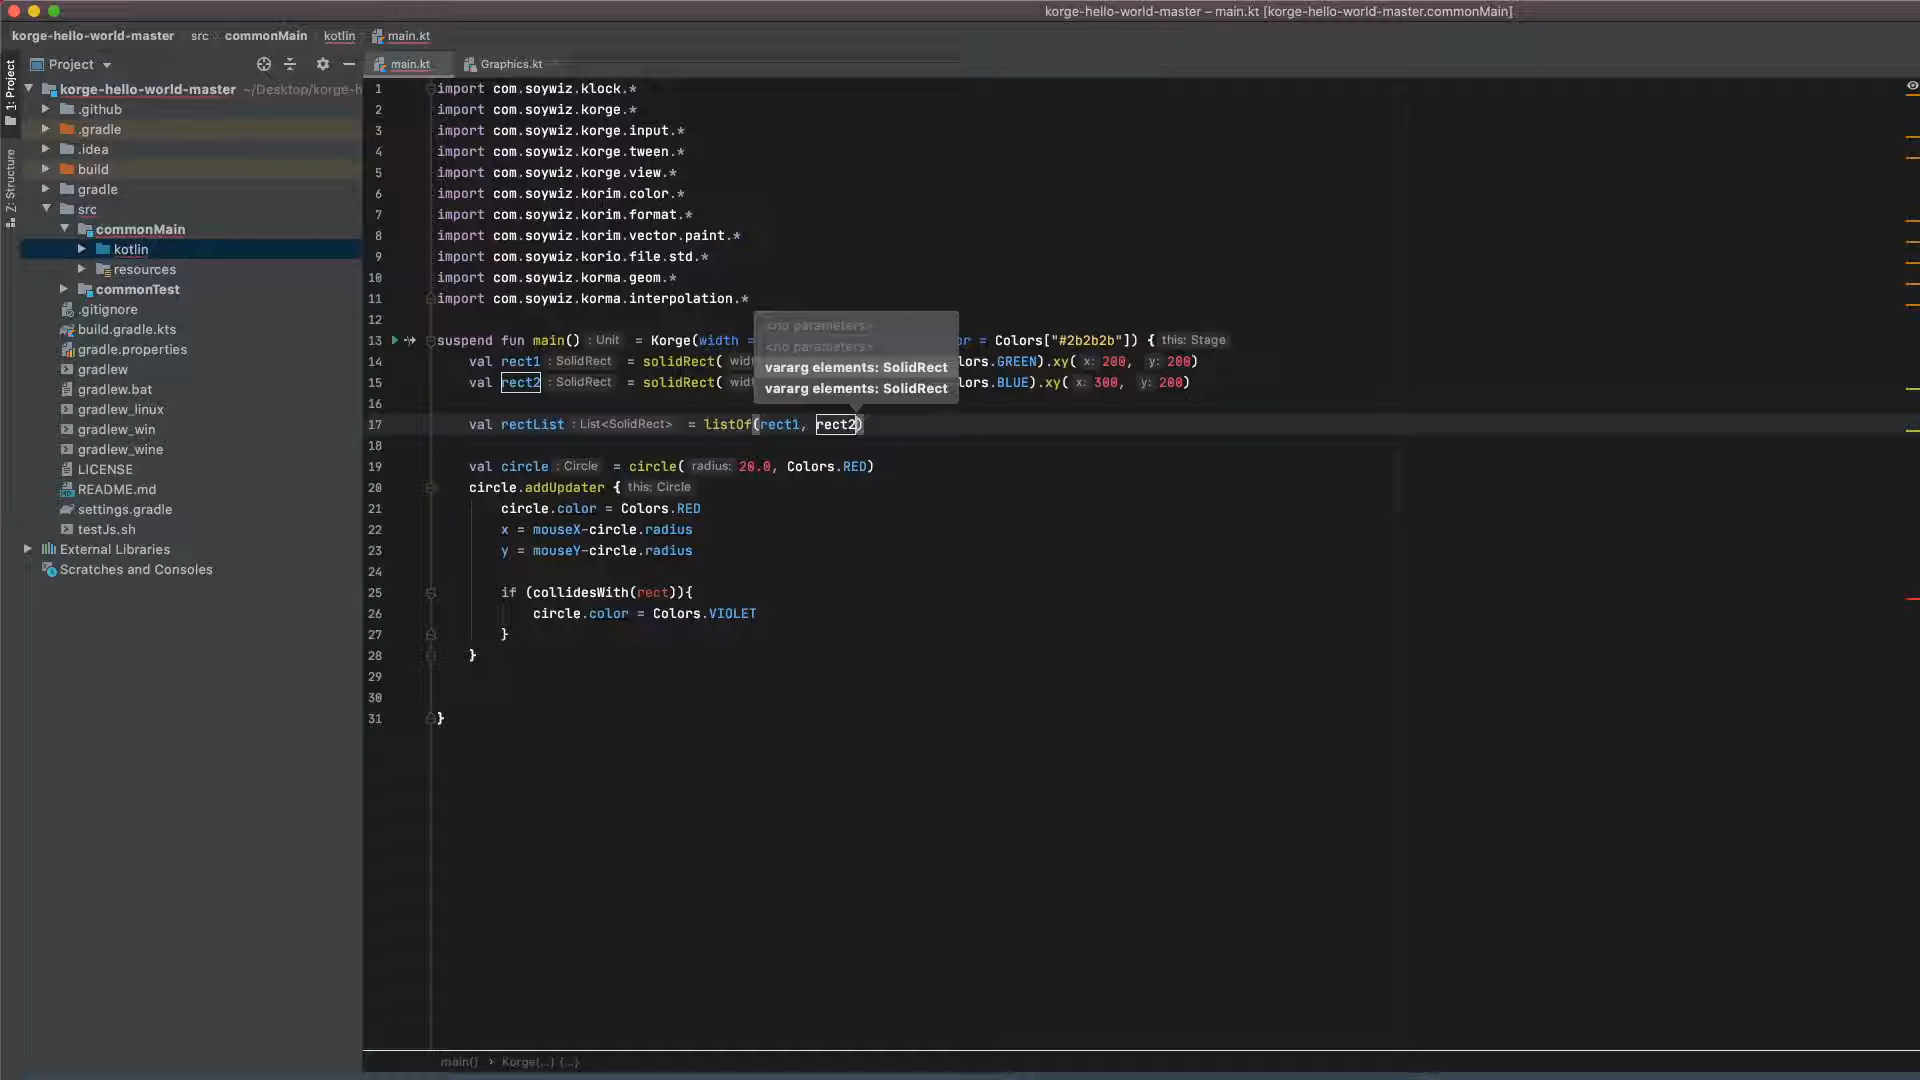 korge-hello-world-master – main.kt [korge-hello-world-master.commonMain]
korge-hello-world-master src commonMain kotlin main.kt
Project
main.kt Graphics.kt
1: Project
Z: Structure
korge-hello-world-master ~/Desktop/korge-h
.github
.gradle
.idea
build
gradle
src
commonMain
kotlin
resources
commonTest
.gitignore
build.gradle.kts
gradle.properties
gradlew
gradlew.bat
gradlew_linux
gradlew_win
gradlew_wine
LICENSE
README.md
settings.gradle
testJs.sh
External Libraries
Scratches and Consoles
1 import com.soywiz.klock.*
2 import com.soywiz.korge.*
3 import com.soywiz.korge.input.*
4 import com.soywiz.korge.tween.*
5 import com.soywiz.korge.view.*
6 import com.soywiz.korim.color.*
7 import com.soywiz.korim.format.*
8 import com.soywiz.korim.vector.paint.*
9 import com.soywiz.korio.file.std.*
10 import com.soywiz.korma.geom.*
11 import com.soywiz.korma.interpolation.*
12
<no parameters>
<no parameters>
vararg elements: SolidRect
vararg elements: SolidRect
13 suspend fun main() : Unit = Korge(width = or = Colors["#2b2b2b"]) { this: Stage
14 val rect1 : SolidRect = solidRect( widt lors.GREEN).xy( x: 200, y: 200)
15 val rect2 : SolidRect = solidRect( widt lors.BLUE).xy( x: 300, y: 200)
16
17 val rectList : List<SolidRect> = listOf(rect1, rect2)
18
19 val circle : Circle = circle( radius: 20.0, Colors.RED)
20 circle.addUpdater { this: Circle
21 circle.color = Colors.RED
22 x = mouseX-circle.radius
23 y = mouseY-circle.radius
24
25 if (collidesWith(rect)){
26 circle.color = Colors.VIOLET
27 }
28 }
29
30
31 }
main() › Korge(...) {...}